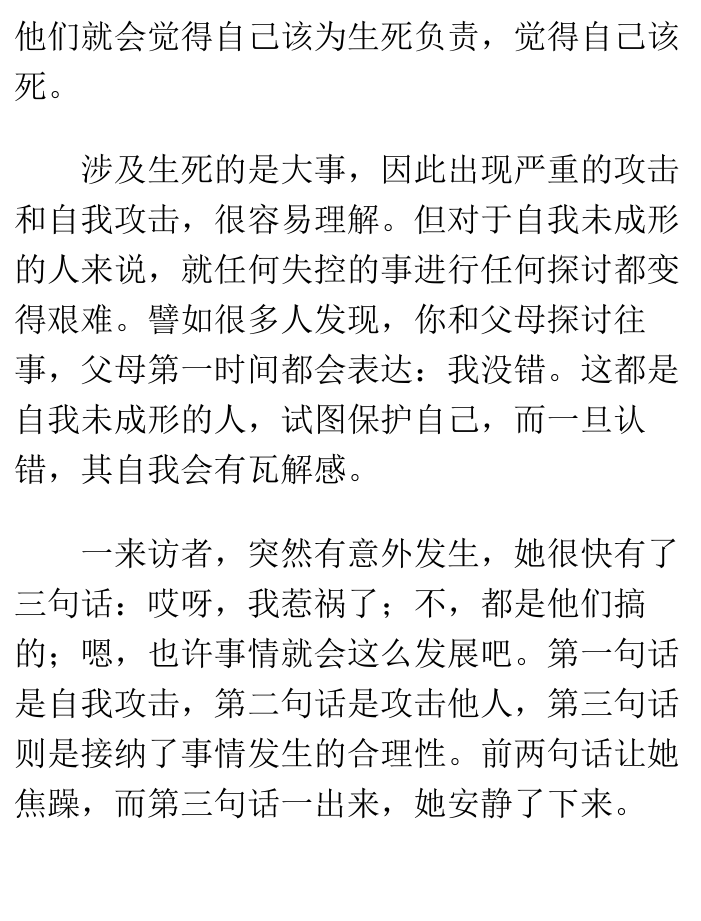 他们就会觉得自己该为生死负责，觉得自己该
死。
涉及生死的是大事，因此出现严重的攻击
和自我攻击，很容易理解。但对于自我未成形
的人来说，就任何失控的事进行任何探讨都变
得艰难。譬如很多人发现，你和父母探讨往
事，父母第一时间都会表达：我没错。这都是
自我未成形的人，试图保护自己，而一旦认
错，其自我会有瓦解感。
一来访者，突然有意外发生，她很快有了
三句话：哎呀，我惹祸了；不，都是他们搞
的；嗯，也许事情就会这么发展吧。第一句话
是自我攻击，第二句话是攻击他人，第三句话
则是接纳了事情发生的合理性。前两句话让她
焦躁，而第三句话一出来，她安静了下来。